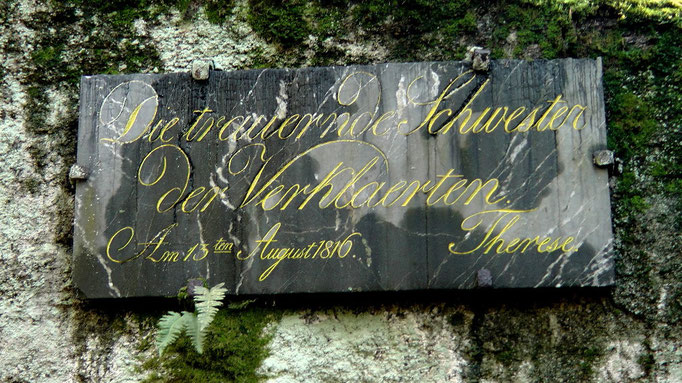 Die trauernde Schwester
Der Verklaerten.
Am 13ten August 1816. Therese.